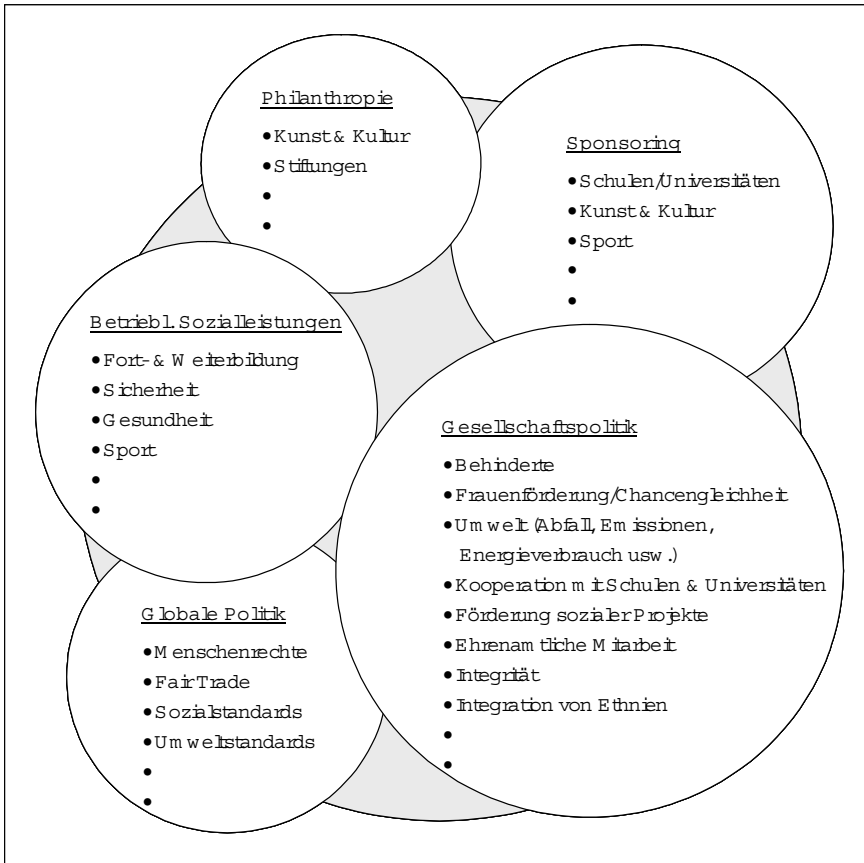 Philanthropie
• Kunst & Kultur
• Stiftungen
•
•
Sponsoring
• Schulen/Universitäten
• Kunst & Kultur
• Sport
•
•
Betriebl. Sozialleistungen
• Fort- & Weiterbildung
• Sicherheit
• Gesundheit
• Sport
•
•
Gesellschaftspolitik
• Behinderte
• Frauenförderung/Chancengleichheit
• Umwelt (Abfall, Emissionen,
Energieverbrauch usw.)
• Kooperation mit Schulen & Universitäten
• Förderung sozialer Projekte
• Ehrenamtliche Mitarbeit
• Integrität
• Integration von Ethnien
•
•
Globale Politik
• Menschenrechte
• Fair Trade
• Sozialstandards
• Umweltstandards
•
•